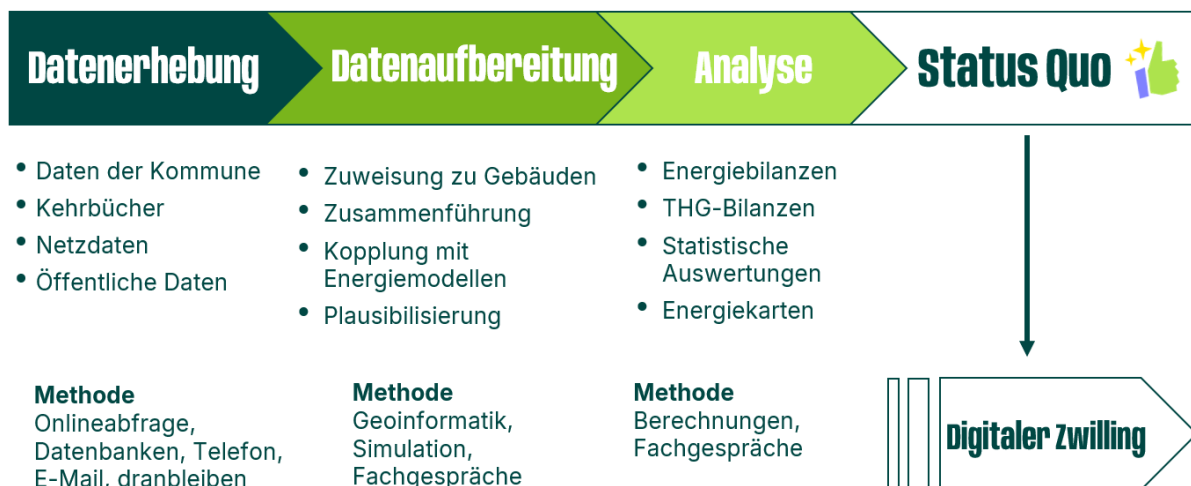 Datenerhebung
Datenaufbereitung
Analyse
Status Quo
• Daten der Kommune
• Kehrbücher
• Netzdaten
• Öffentliche Daten
• Zuweisung zu Gebäuden
• Zusammenführung
• Kopplung mit
Energiemodellen
• Plausibilisierung
• Energiebilanzen
• THG-Bilanzen
• Statistische
Auswertungen
• Energiekarten
Methode
Onlineabfrage,
Datenbanken, Telefon,
E-Mail, dranbleiben
Methode
Geoinformatik,
Simulation,
Fachgespräche
Methode
Berechnungen,
Fachgespräche
Digitaler Zwilling